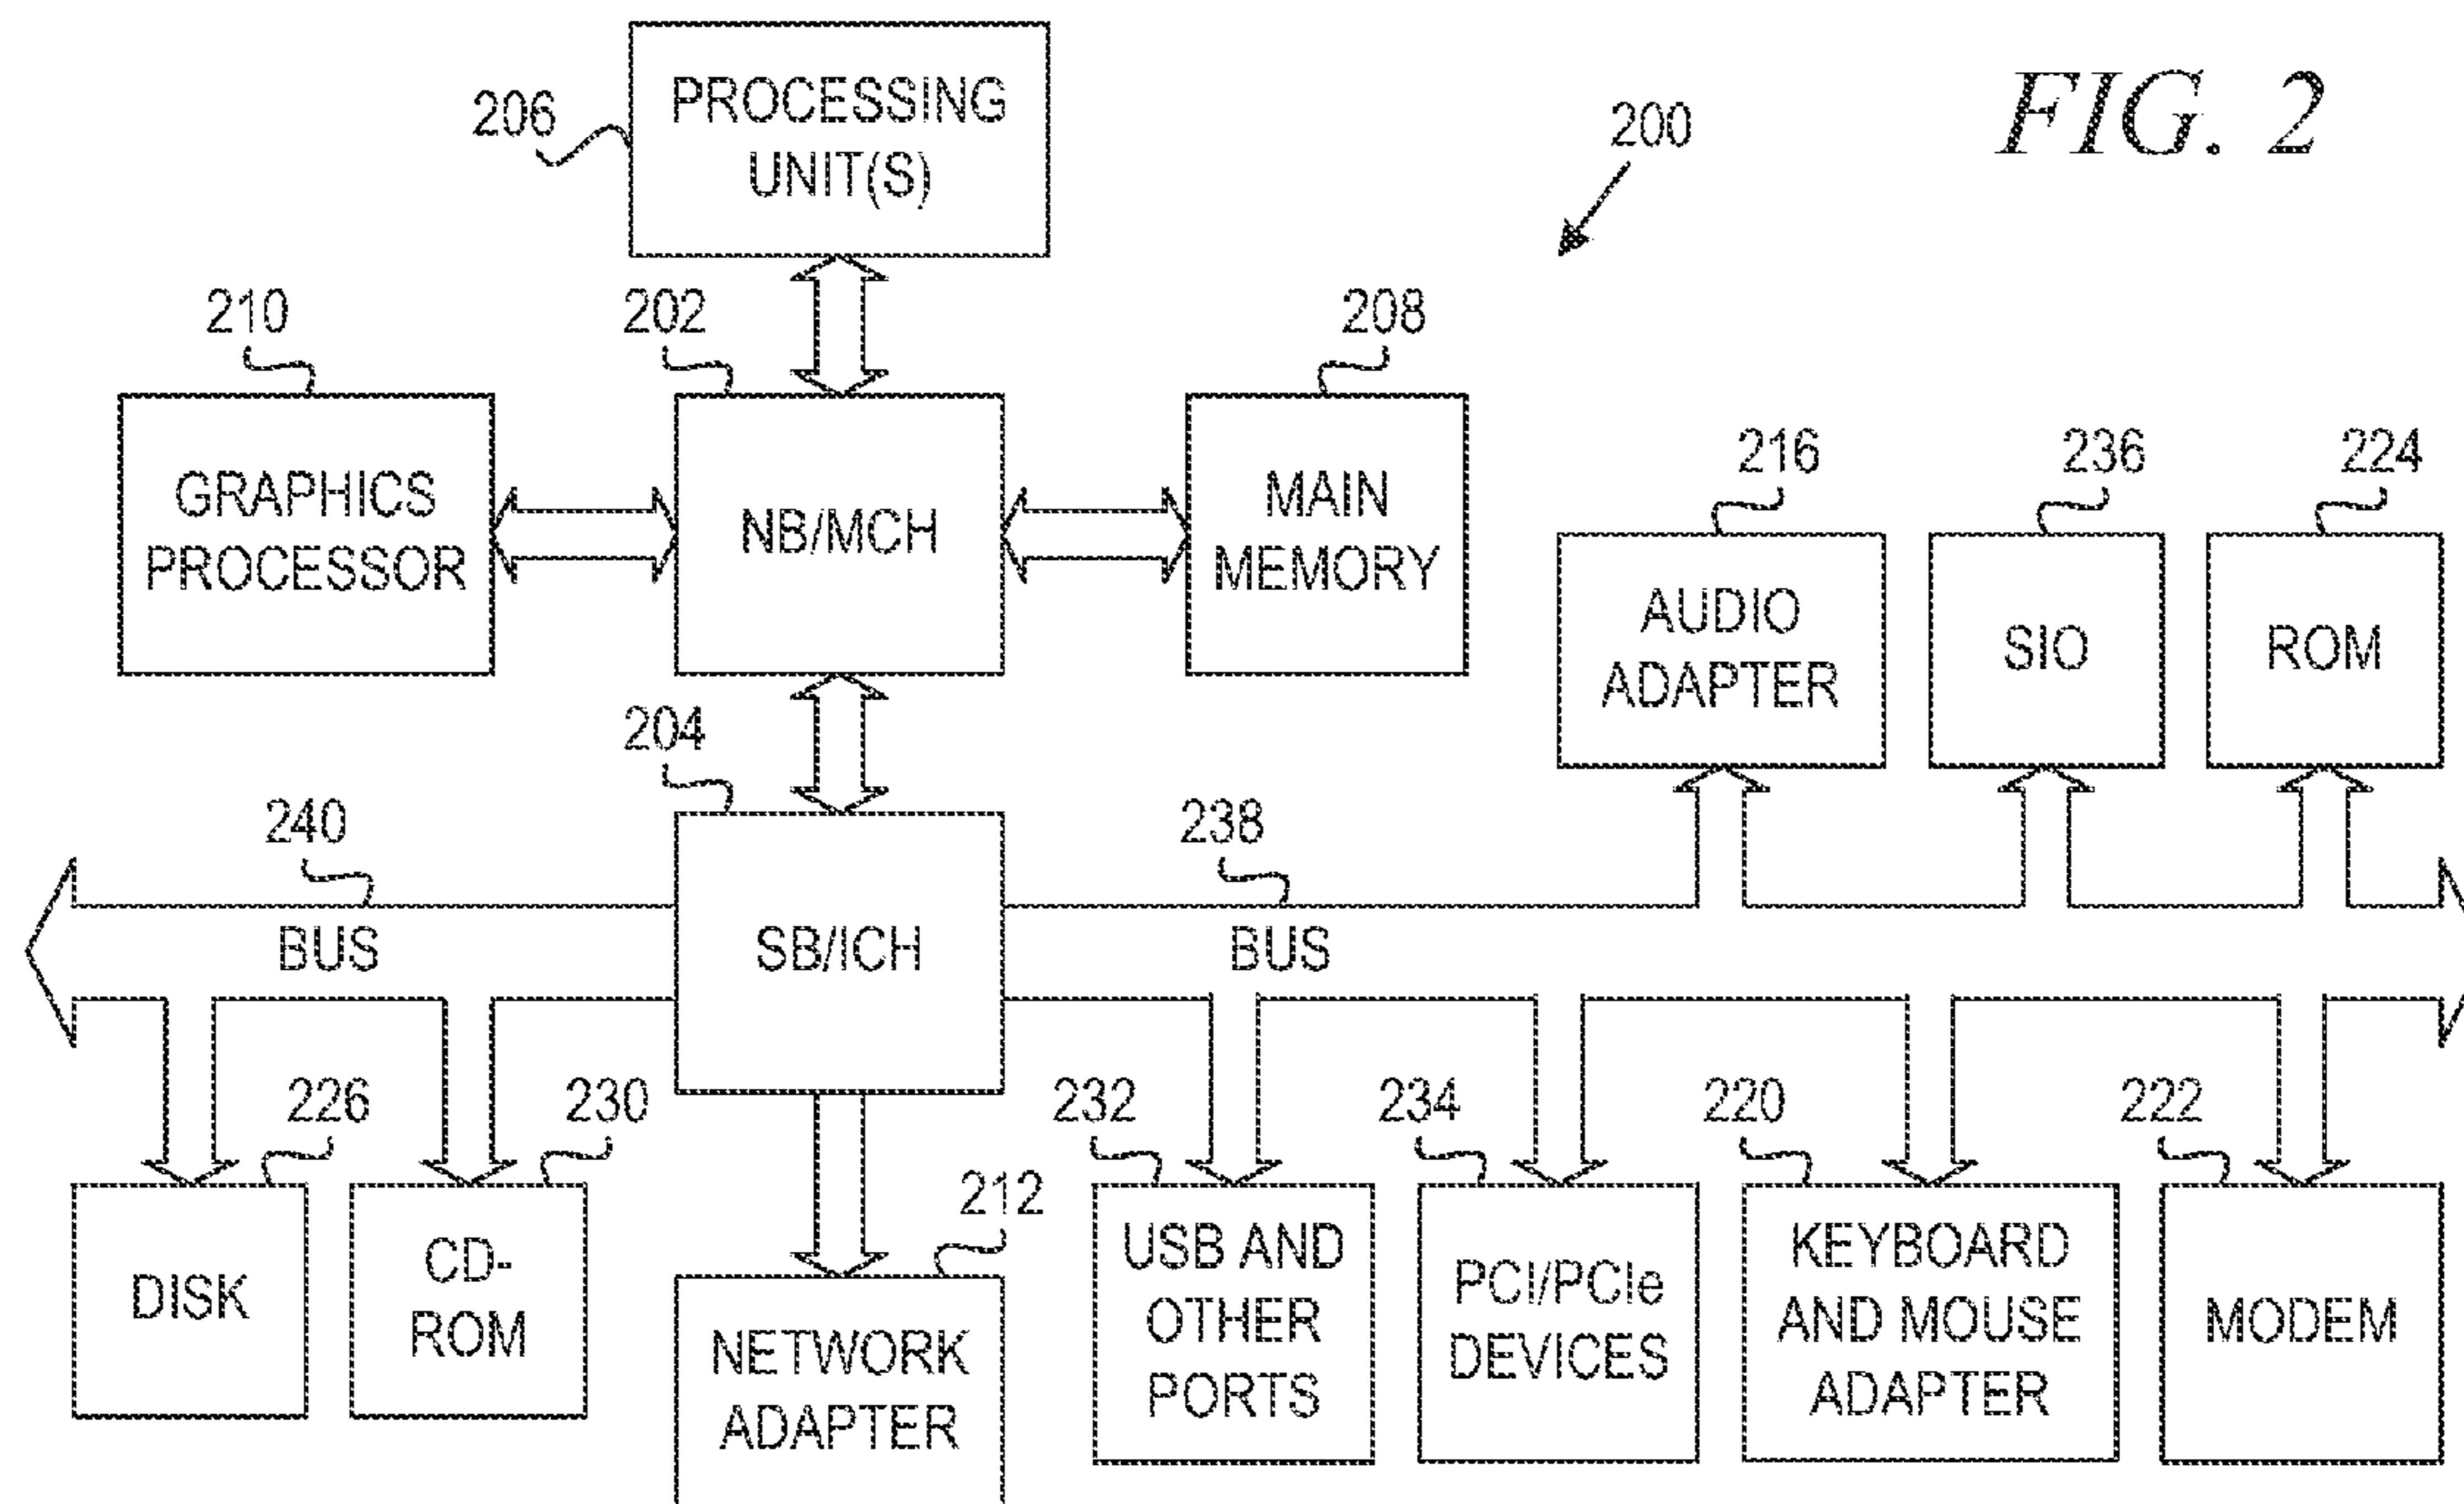 FIG. 2
200
206
PROCESSING
UNIT(S)
210
202
208
GRAPHICS
PROCESSOR
NB/MCH
MAIN
MEMORY
216
236
224
AUDIO
ADAPTER
SIO
ROM
204
240
238
BUS
SB/ICH
BUS
226
230
232
234
220
222
212
DISK
CD-
ROM
NETWORK
ADAPTER
USB AND
OTHER
PORTS
PCI/PCIe
DEVICES
KEYBOARD
AND MOUSE
ADAPTER
MODEM